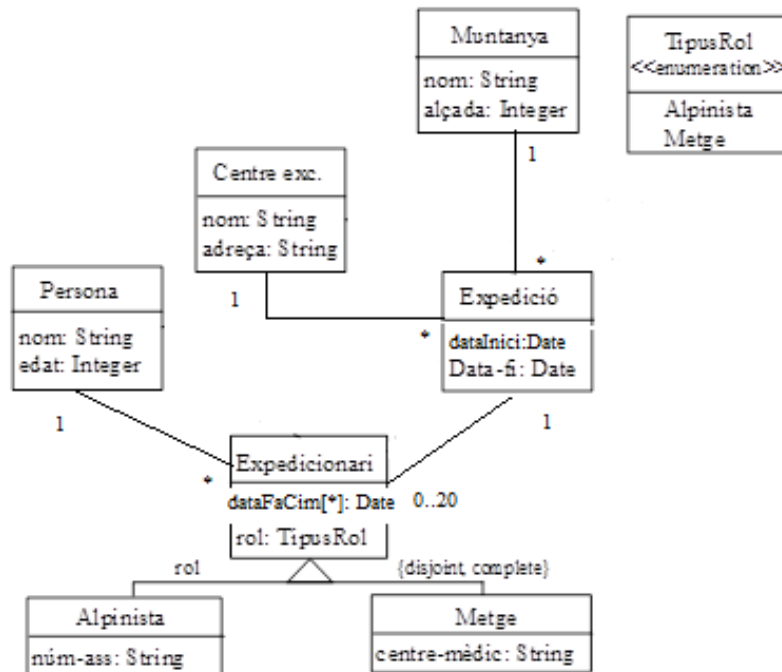 Muntanya
nom: String
alçada: Integer
TipusRol
<<enumeration>>
Alpinista
Metge
1
Centre exc.
nom: String
adreça: String
1
*
Expedició
dataInici:Date
Data-fi: Date
*
Persona
nom: String
edat: Integer
1
1
*
Expedicionari
dataFaCim[*]: Date
rol: TipusRol
0..20
rol
{disjoint, complete}
Alpinista
núm-ass: String
Metge
centre-mèdic: String